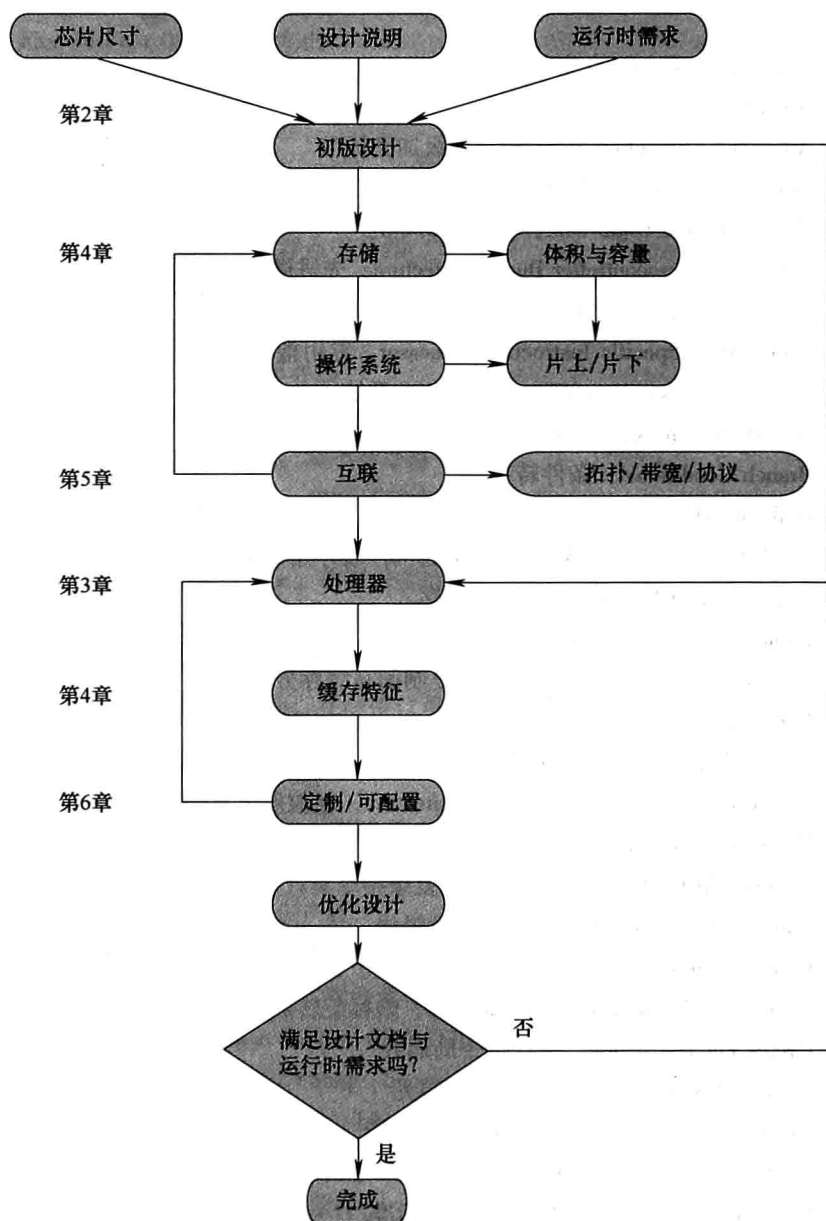 芯片尺寸
设计说明
运行时需求
第2章
初版设计
第4章
存储
体积与容量
操作系统
片上/片下
第5章
互联
拓扑/带宽/协议
第3章
处理器
第4章
缓存特征
第6章
定制/可配置
优化设计
满足设计文档与
运行时需求吗?
否
是
完成